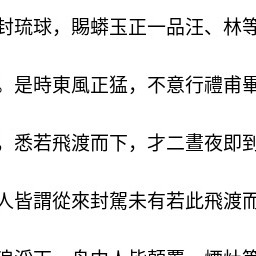 封琉球，賜蟒玉正一品汪、林等
。是時東風正猛，不意行禮甫畢
，悉若飛渡而下，才二晝夜即到
人皆謂從來封駕未有若此飛渡而